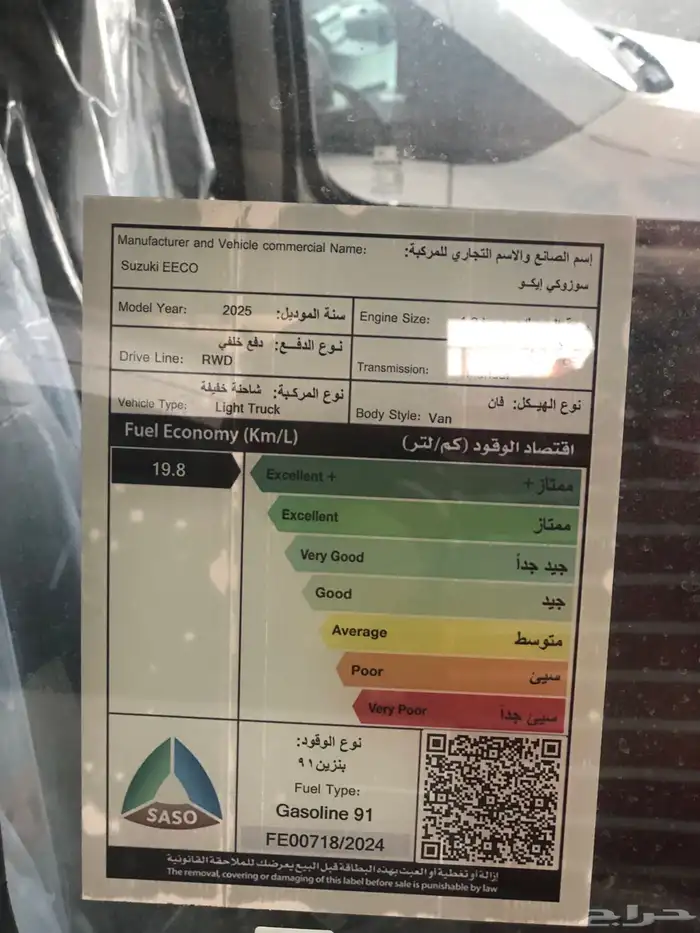 Manufacturer and Vehicle commercial Name:
إسم الصانع والاسم التجاري للمركبة:
Suzuki EECO
سوزوكي إيكـو
Model Year: 2025 سنة الموديل:
Engine Size:
Drive Line: RWD نـوع الدفـع: دفع خلفي
Transmission:
Vehicle Type: Light Truck نوع المركـبة: شاحنة خفيفة
Body Style: Van نوع الهيـكل: فان
Fuel Economy (Km/L) اقتصاد الوقود (كم/لتر)
19.8
Excellent + ممتاز +
Excellent ممتاز
Very Good جيد جداً
Good جيد
Average متوسط
Poor سيئ
Very Poor سيئ جداً
SASO
نوع الوقود:
بنزين ٩١
Fuel Type:
Gasoline 91
FE00718/2024
إزالة أو تغطية أو العبث بهذه البطاقة قبل البيع يعرضك للملاحقة القانونية
The removal, covering or damaging of this label before sale is punishable by law
حراج